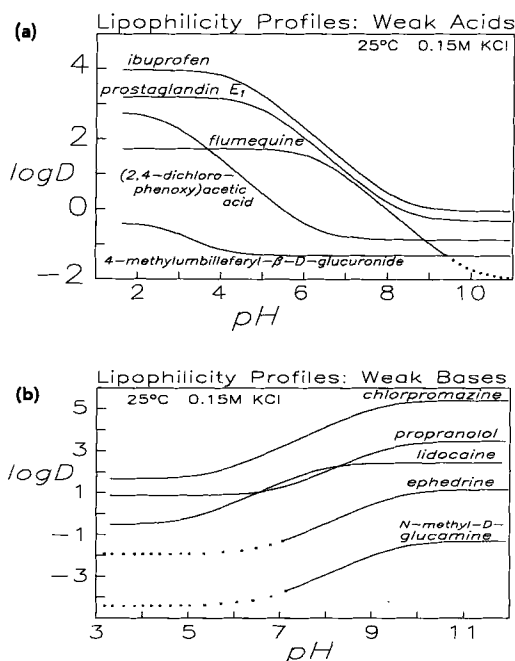 (a)
Lipophilicity Profiles: Weak Acids
25°C 0.15M KCl
ibuprofen
prostaglandin E1
flumequine
(2,4-dichloro-
phenoxy)acetic
acid
4-methylumbilleferyl-β-D-glucuronide
logD
4
2
0
-2
2 4 6 8 10
pH
(b)
Lipophilicity Profiles: Weak Bases
25°C 0.15M KCl
chlorpromazine
propranolol
lidocaine
ephedrine
N-methyl-D-
glucamine
logD
5
3
1
-1
-3
3 5 7 9 11
pH